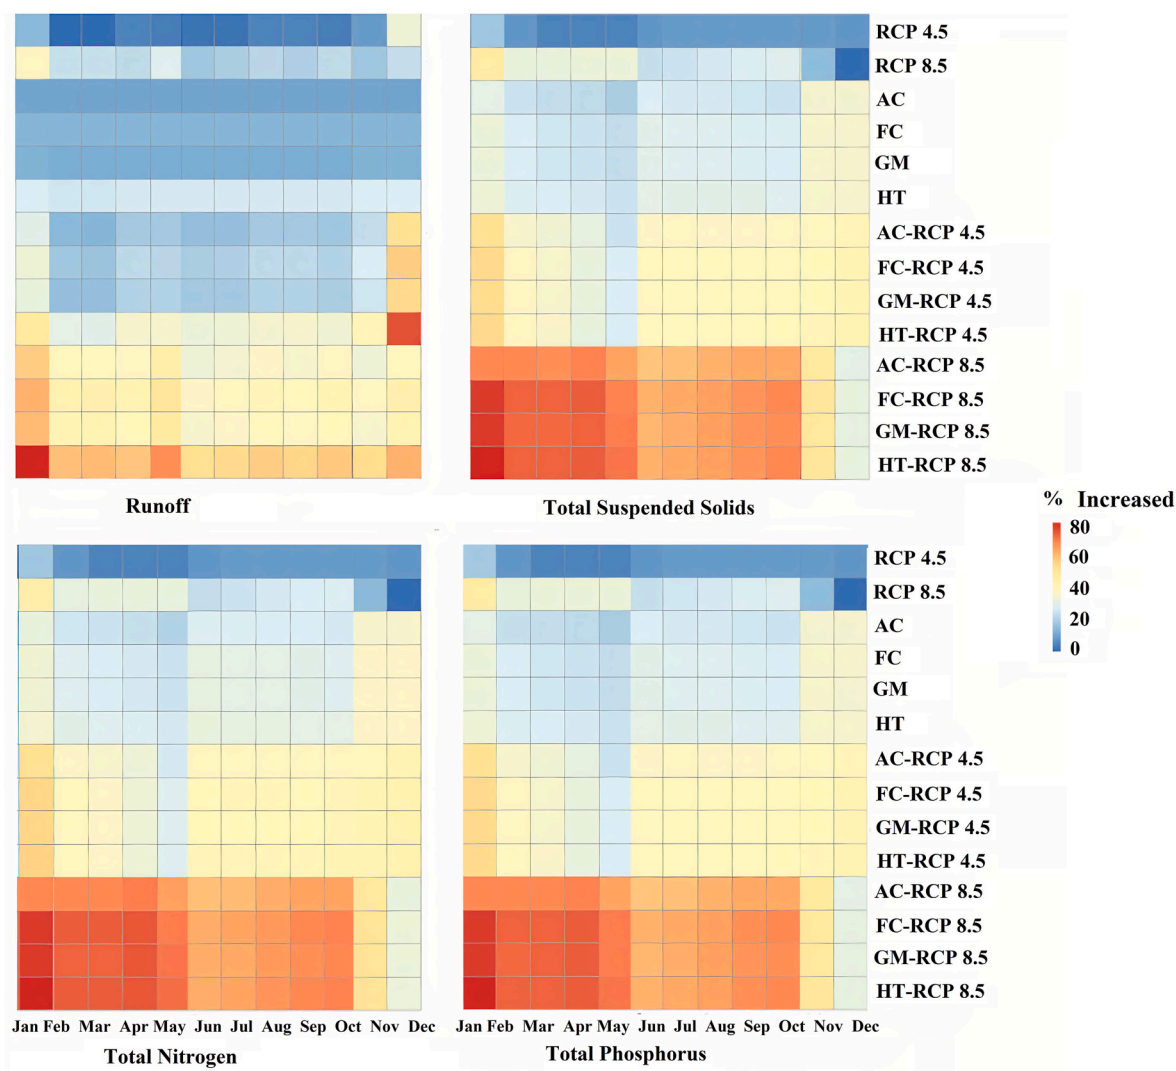 RCP 4.5
RCP 8.5
AC
FC
GM
HT
AC-RCP 4.5
FC-RCP 4.5
GM-RCP 4.5
HT-RCP 4.5
AC-RCP 8.5
FC-RCP 8.5
GM-RCP 8.5
HT-RCP 8.5
Runoff
Total Suspended Solids
% Increased
80
60
40
20
0
RCP 4.5
RCP 8.5
AC
FC
GM
HT
AC-RCP 4.5
FC-RCP 4.5
GM-RCP 4.5
HT-RCP 4.5
AC-RCP 8.5
FC-RCP 8.5
GM-RCP 8.5
HT-RCP 8.5
Jan Feb Mar Apr May Jun Jul Aug Sep Oct Nov Dec
Jan Feb Mar Apr May Jun Jul Aug Sep Oct Nov Dec
Total Nitrogen
Total Phosphorus